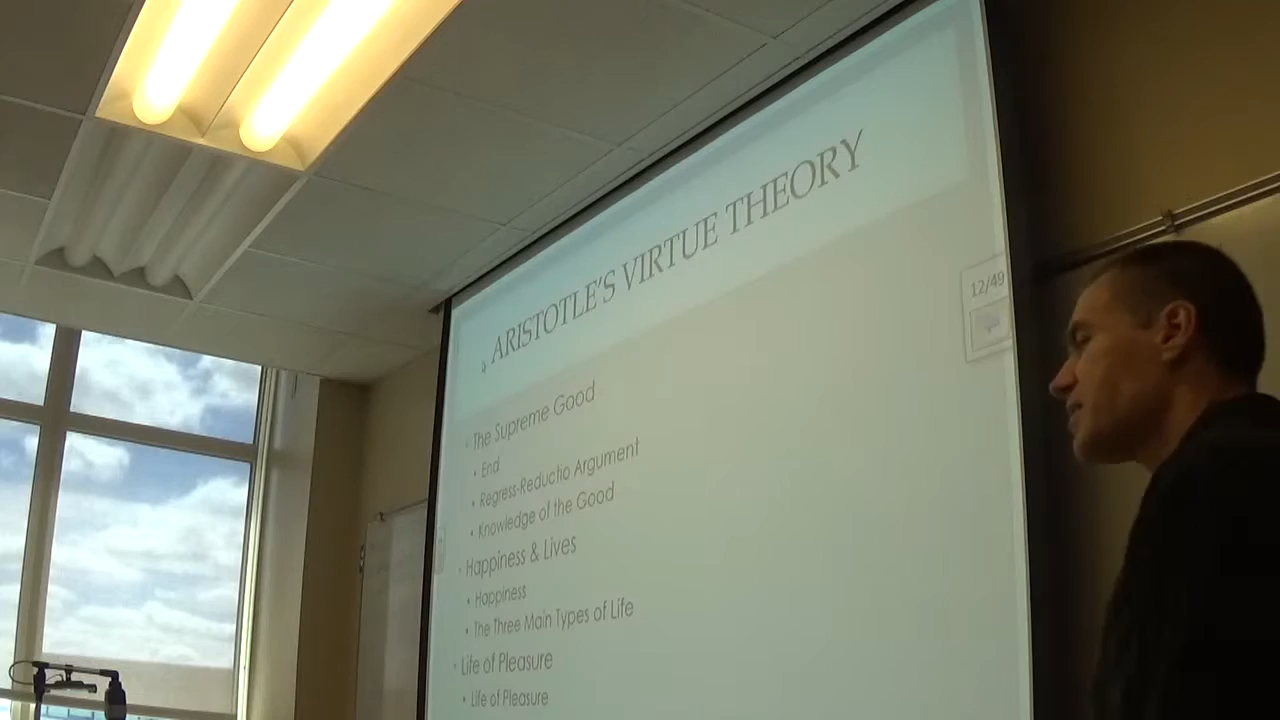 ARISTOTLE'S VIRTUE THEORY
12/49
The Supreme Good
End
Regress-Reductio Argument
Knowledge of the Good
Happiness & Lives
Happiness
The Three Main Types of Life
Life of Pleasure
Life of Pleasure